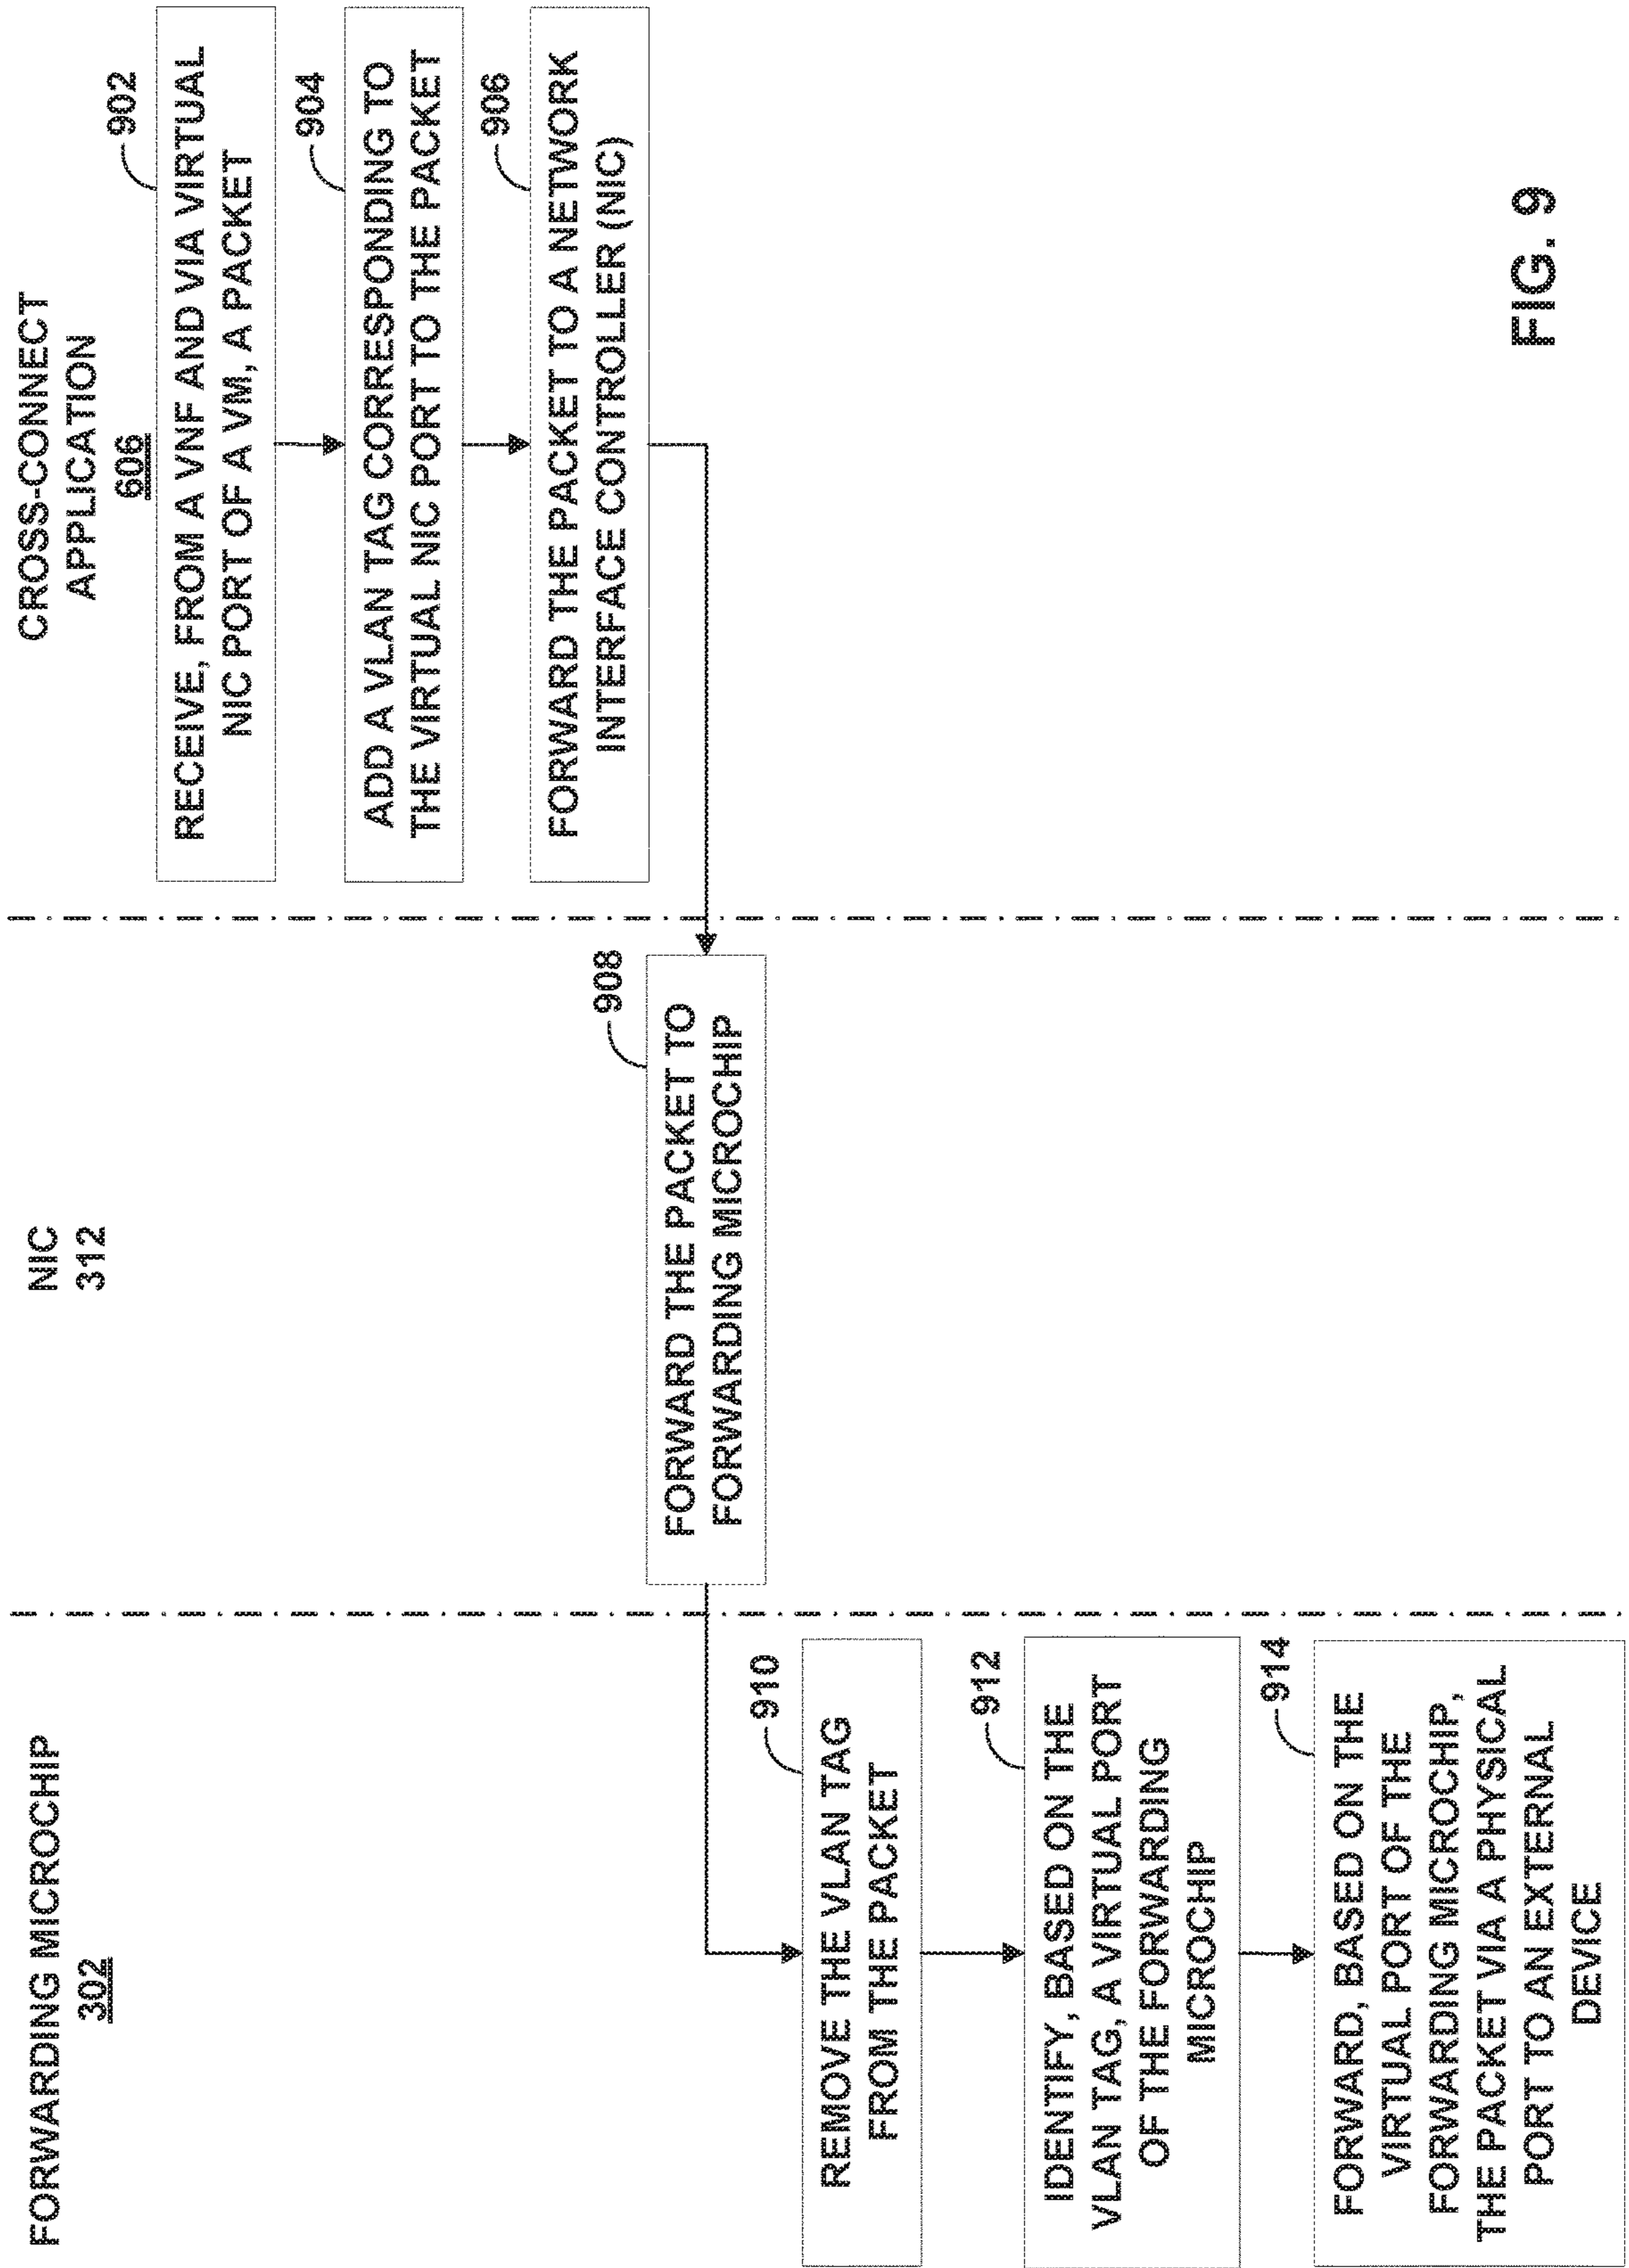 FORWARDING MICROCHIP
302
NIC
312
CROSS-CONNECT
APPLICATION
606
902
RECEIVE, FROM A VNF AND VIA VIRTUAL
NIC PORT OF A VM, A PACKET
904
ADD A VLAN TAG CORRESPONDING TO
THE VIRTUAL NIC PORT TO THE PACKET
906
FORWARD THE PACKET TO A NETWORK
INTERFACE CONTROLLER (NIC)
908
FORWARD THE PACKET TO
FORWARDING MICROCHIP
910
REMOVE THE VLAN TAG
FROM THE PACKET
912
IDENTIFY, BASED ON THE
VLAN TAG, A VIRTUAL PORT
OF THE FORWARDING
MICROCHIP
914
FORWARD, BASED ON THE
VIRTUAL PORT OF THE
FORWARDING MICROCHIP,
THE PACKET VIA A PHYSICAL
PORT TO AN EXTERNAL
DEVICE
FIG. 9